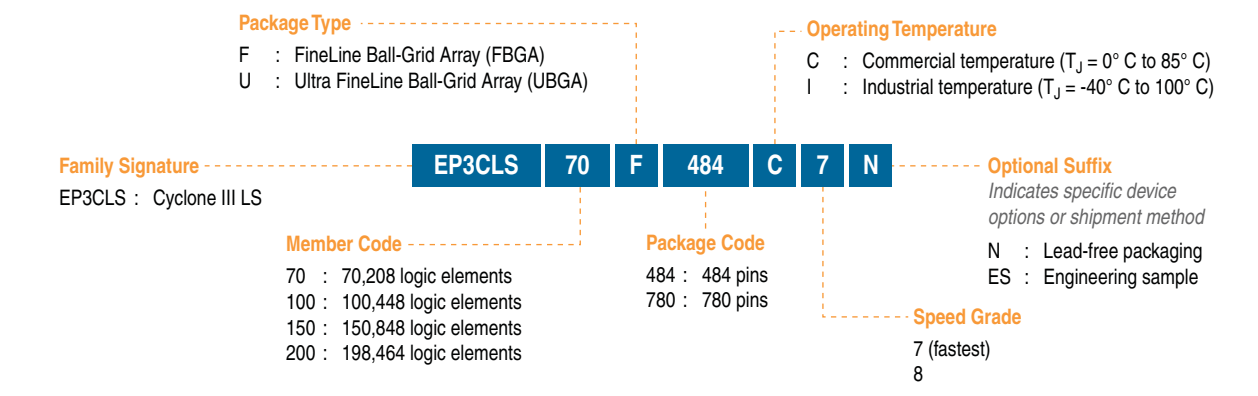 Package Type
F : FineLine Ball-Grid Array (FBGA)
U : Ultra FineLine Ball-Grid Array (UBGA)
Operating Temperature
C : Commercial temperature (TJ = 0° C to 85° C)
I : Industrial temperature (TJ = -40° C to 100° C)
Family Signature
EP3CLS : Cyclone III LS
EP3CLS 70 F 484 C 7 N
Optional Suffix
Indicates specific device
options or shipment method
N : Lead-free packaging
ES : Engineering sample
Member Code
70 : 70,208 logic elements
100 : 100,448 logic elements
150 : 150,848 logic elements
200 : 198,464 logic elements
Package Code
484 : 484 pins
780 : 780 pins
Speed Grade
7 (fastest)
8